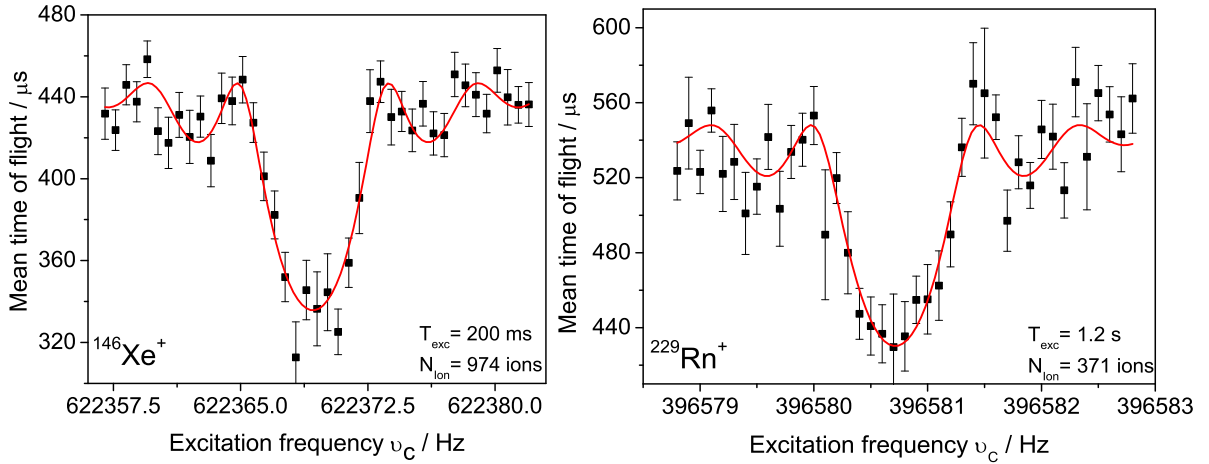 480
440
400
360
320
Mean time of flight / μs
146Xe+
Texc = 200 ms
NIon = 974 ions
622357.5 622365.0 622372.5 622380.0
Excitation frequency υc / Hz
600
560
520
480
440
Mean time of flight / μs
229Rn+
Texc = 1.2 s
NIon = 371 ions
396579 396580 396581 396582 396583
Excitation frequency υc / Hz